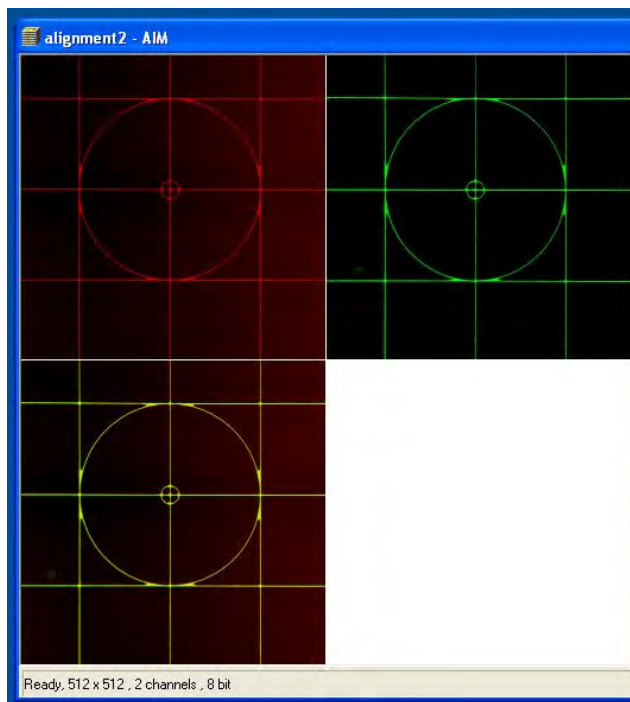 alignment2 - AIM
Ready, 512 x 512 , 2 channels , 8 bit